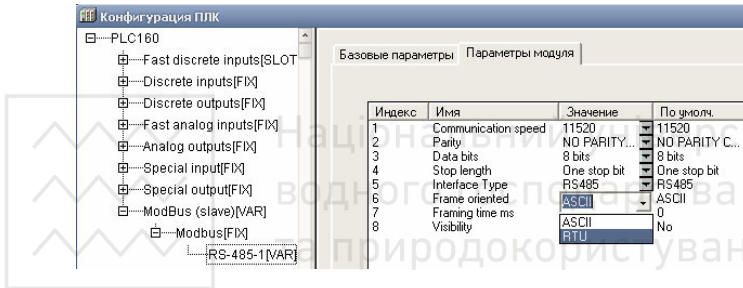 Конфигурация ПЛК
PLC160
Fast discrete inputs[SLOT
Discrete inputs[FIX]
Discrete outputs[FIX]
Fast analog inputs[FIX]
Analog outputs[FIX]
Special input[FIX]
Special output[FIX]
ModBus (slave)[VAR]
Modbus[FIX]
RS-485-1[VAR]
Базовые параметры Параметры модуля
Индекс Имя Значение По умолч.
1 Communication speed 11520 11520
2 Parity NO PARITY... NO PARITY C...
3 Data bits 8 bits 8 bits
4 Stop length One stop bit One stop bit
5 Interface Type RS485 RS485
6 Frame oriented ASCII ASCII
7 Framing time ms 0
8 Visibility No
ASCII
RTU